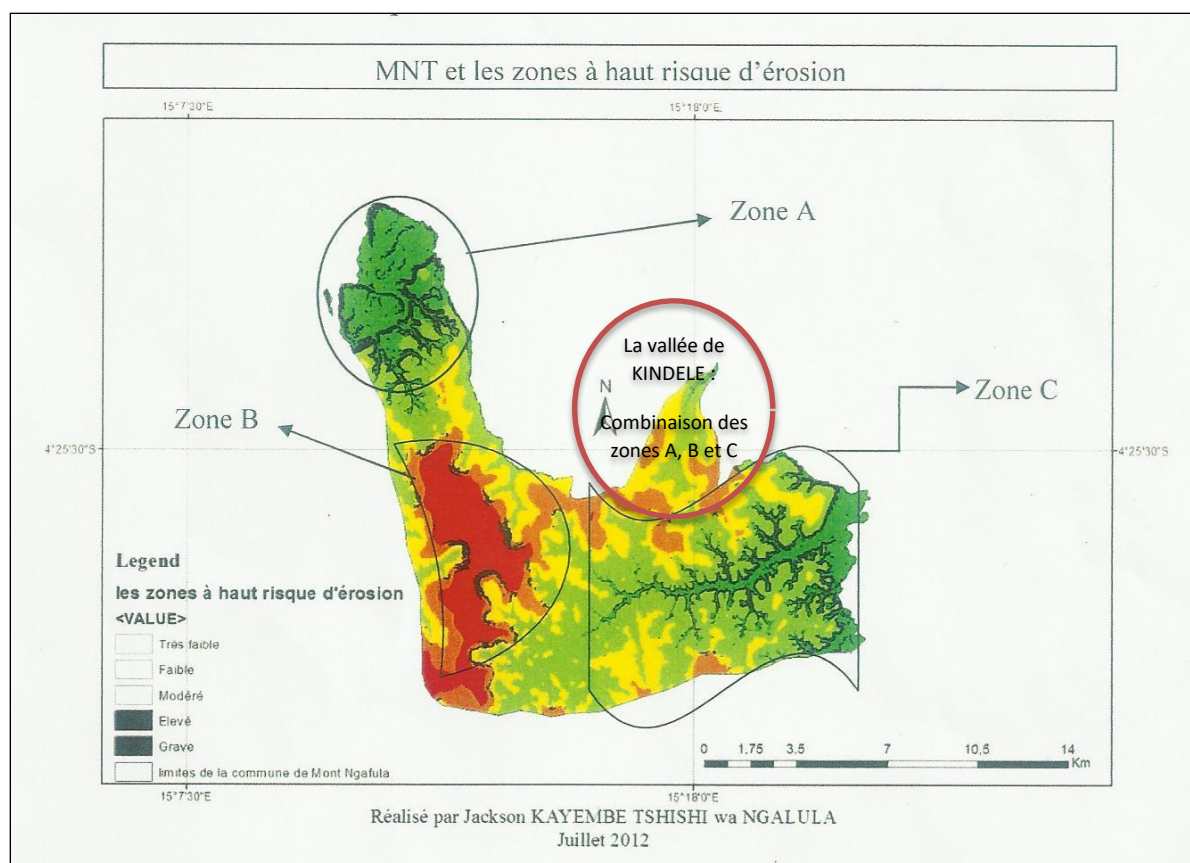 MNT et les zones à haut risque d'érosion
15°7'30"E
15°18'0"E
Zone A
La vallée de
KINDELE :
N
Combinaison des
zones A, B et C
Zone C
Zone B
4°25'30"S
4°25'30"S
Legend
les zones à haut risque d'érosion
<VALUE>
Très faible
Faible
Modéré
Elevé
Grave
limites de la commune de Mont Ngafula
0 1,75 3,5 7 10,5 14
Km
15°7'30"E
15°18'0"E
Réalisé par Jackson KAYEMBE TSHISHI wa NGALULA
Juillet 2012